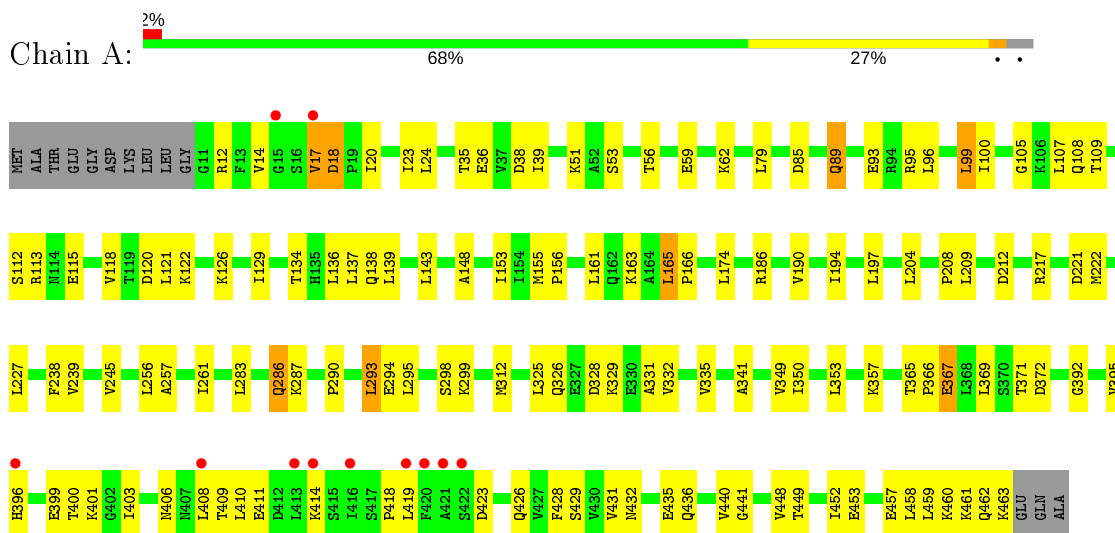 2%
Chain A:
68% 27% • •
MET ALA THR GLU GLY ASP LYS LEU LEU GLY G11 R12 F13 V14 G15 S16 V17 D18 P19 I20 I23 L24 T35 E36 V37 D38 I39 K51 A52 S53 T56 E59 K62 L79 D85 Q89 E93 R94 R95 L96 L99 I100 G105 K106 L107 Q108 T109
S112 R113 N114 E115 V118 T119 D120 L121 K122 K126 I129 T134 H135 L136 L137 Q138 L139 L143 A148 I153 I154 M155 P156 L161 Q162 K163 A164 L165 P166 L174 R186 V190 I194 L197 L204 P208 L209 D212 R217 D221 M222
L227 F238 V239 V245 L256 A257 I261 L283 Q286 K287 P290 L293 E294 L295 S298 K299 M312 L325 Q326 E327 D328 K329 E330 A331 V332 V335 A341 V349 I350 L353 K357 T365 P366 E367 L368 L369 S370 T371 D372 G392 V395
H396 E399 T400 K401 G402 I403 N406 N407 L408 T409 L410 E411 D412 L413 K414 S415 I416 S417 P418 L419 F420 A421 S422 D423 Q426 V427 F428 S429 V430 V431 N432 E435 Q436 V440 G441 V448 T449 I452 E453 E457 L458 L459 K460 K461 Q462 K463 GLU GLN ALA